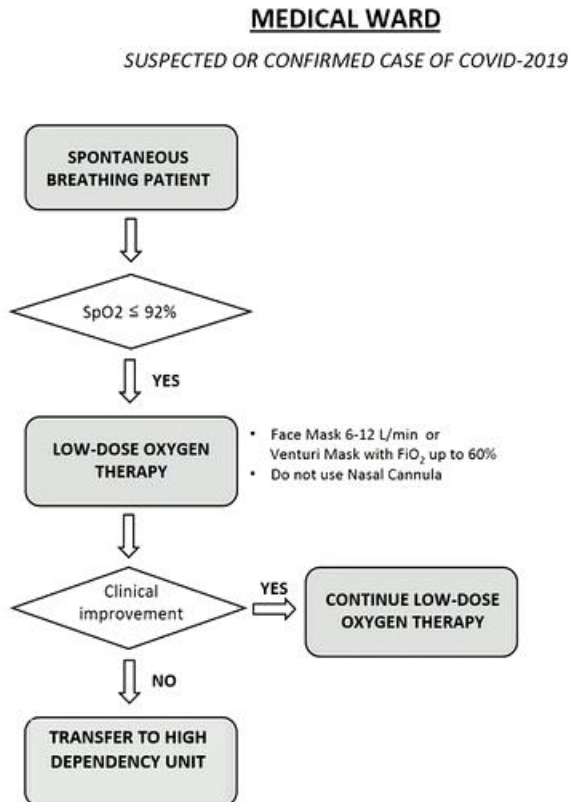 MEDICAL WARD
SUSPECTED OR CONFIRMED CASE OF COVID-2019
SPONTANEOUS
BREATHING PATIENT
SpO2 ≤ 92%
YES
LOW-DOSE OXYGEN
THERAPY
• Face Mask 6-12 L/min or
Venturi Mask with FiO₂ up to 60%
• Do not use Nasal Cannula
Clinical
improvement
YES
CONTINUE LOW-DOSE
OXYGEN THERAPY
NO
TRANSFER TO HIGH
DEPENDENCY UNIT